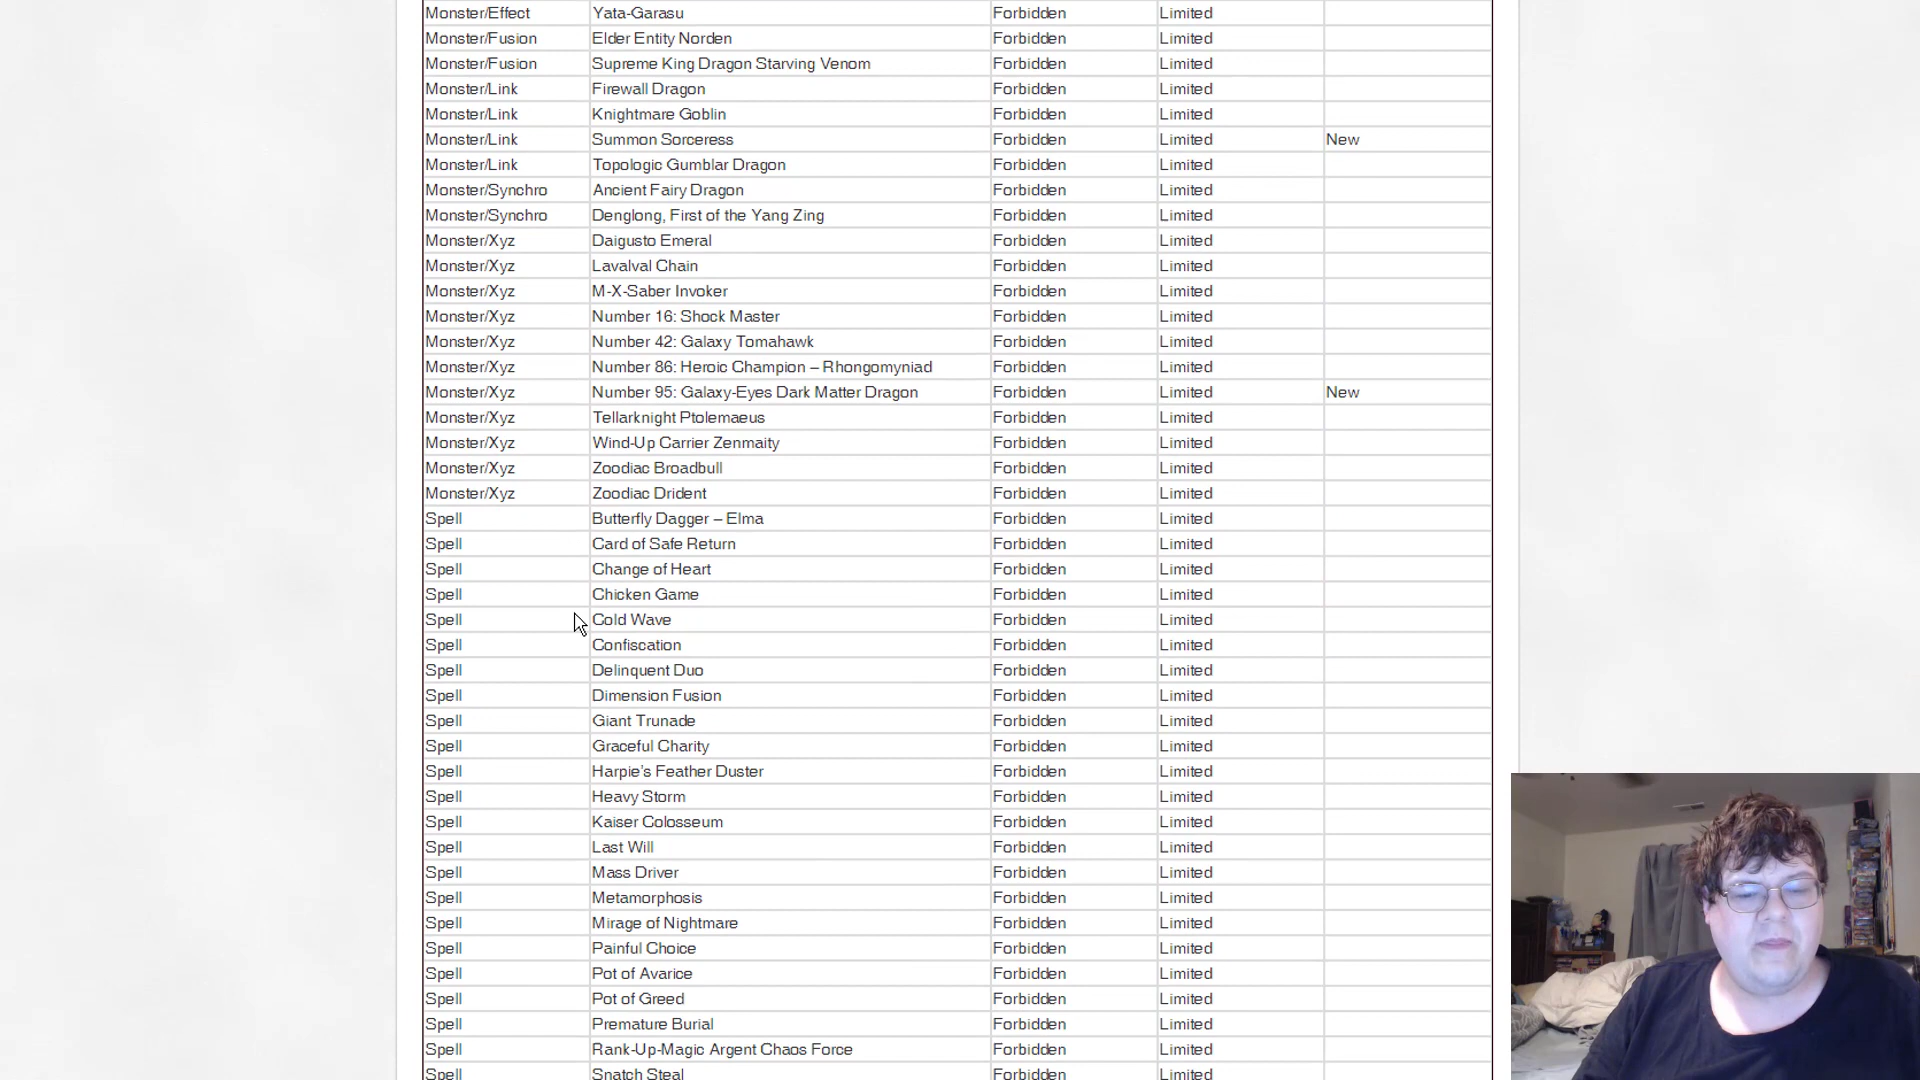 Monster/Effect Yata-Garasu Forbidden Limited
Monster/Fusion Elder Entity Norden Forbidden Limited
Monster/Fusion Supreme King Dragon Starving Venom Forbidden Limited
Monster/Link Firewall Dragon Forbidden Limited
Monster/Link Knightmare Goblin Forbidden Limited
Monster/Link Summon Sorceress Forbidden Limited New
Monster/Link Topologic Gumblar Dragon Forbidden Limited
Monster/Synchro Ancient Fairy Dragon Forbidden Limited
Monster/Synchro Denglong, First of the Yang Zing Forbidden Limited
Monster/Xyz Daigusto Emeral Forbidden Limited
Monster/Xyz Lavalval Chain Forbidden Limited
Monster/Xyz M-X-Saber Invoker Forbidden Limited
Monster/Xyz Number 16: Shock Master Forbidden Limited
Monster/Xyz Number 42: Galaxy Tomahawk Forbidden Limited
Monster/Xyz Number 86: Heroic Champion – Rhongomyniad Forbidden Limited
Monster/Xyz Number 95: Galaxy-Eyes Dark Matter Dragon Forbidden Limited New
Monster/Xyz Tellarknight Ptolemaeus Forbidden Limited
Monster/Xyz Wind-Up Carrier Zenmaity Forbidden Limited
Monster/Xyz Zoodiac Broadbull Forbidden Limited
Monster/Xyz Zoodiac Drident Forbidden Limited
Spell Butterfly Dagger – Elma Forbidden Limited
Spell Card of Safe Return Forbidden Limited
Spell Change of Heart Forbidden Limited
Spell Chicken Game Forbidden Limited
Spell Cold Wave Forbidden Limited
Spell Confiscation Forbidden Limited
Spell Delinquent Duo Forbidden Limited
Spell Dimension Fusion Forbidden Limited
Spell Giant Trunade Forbidden Limited
Spell Graceful Charity Forbidden Limited
Spell Harpie's Feather Duster Forbidden Limited
Spell Heavy Storm Forbidden Limited
Spell Kaiser Colosseum Forbidden Limited
Spell Last Will Forbidden Limited
Spell Mass Driver Forbidden Limited
Spell Metamorphosis Forbidden Limited
Spell Mirage of Nightmare Forbidden Limited
Spell Painful Choice Forbidden Limited
Spell Pot of Avarice Forbidden Limited
Spell Pot of Greed Forbidden Limited
Spell Premature Burial Forbidden Limited
Spell Rank-Up-Magic Argent Chaos Force Forbidden Limited
Spell Snatch Steal Forbidden Limited